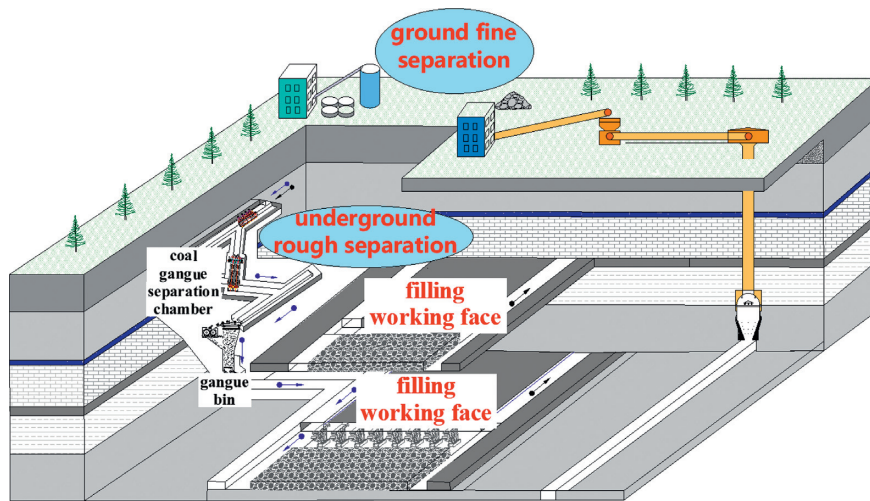 ground fine
separation
underground
rough separation
coal
gangue
separation
chamber
filling
working face
gangue
bin
filling
working face